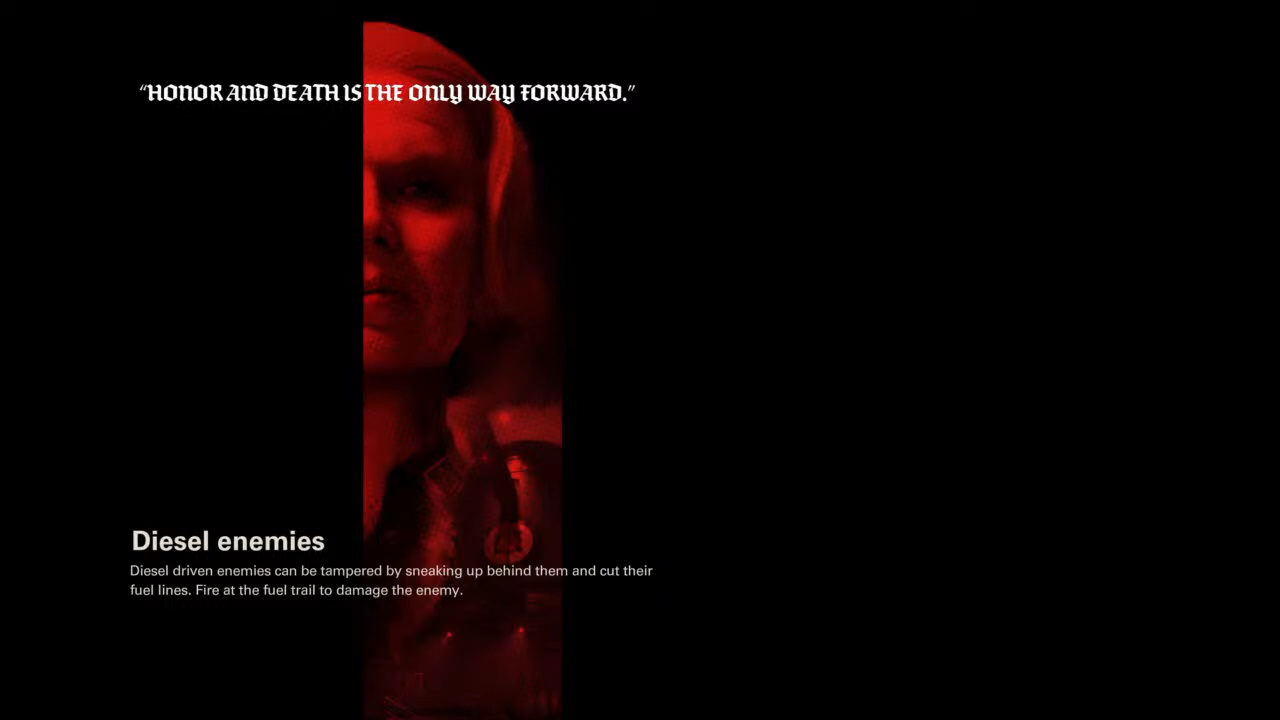 “HONOR AND DEATH IS THE ONLY WAY FORWARD.”
Diesel enemies
Diesel driven enemies can be tampered by sneaking up behind them and cut their
fuel lines. Fire at the fuel trail to damage the enemy.